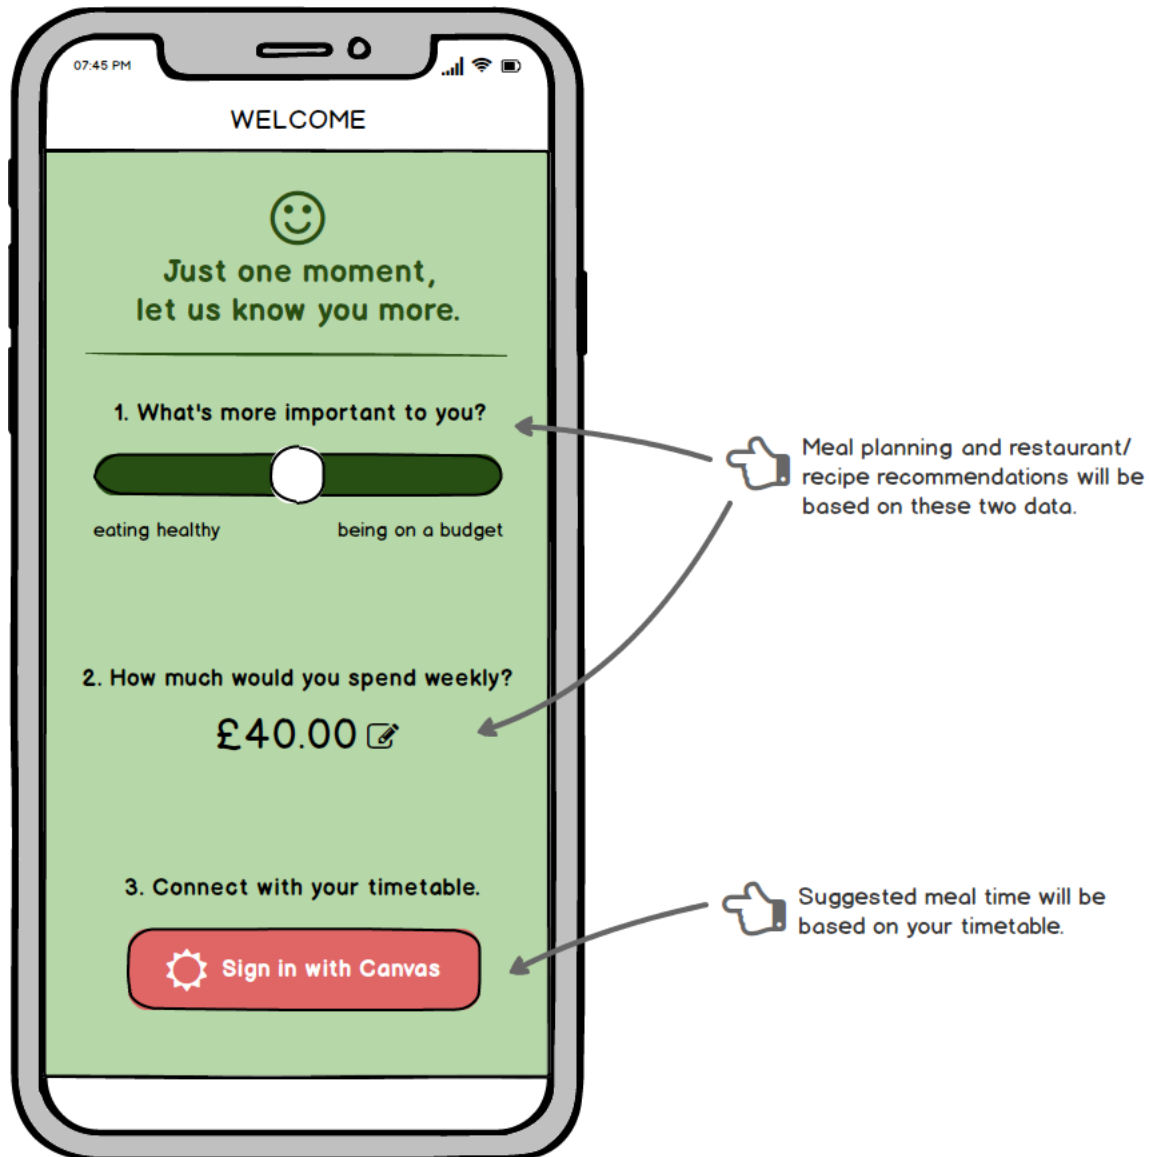 07:45 PM
WELCOME
Just one moment,
let us know you more.
1. What's more important to you?
eating healthy
being on a budget
Meal planning and restaurant/
recipe recommendations will be
based on these two data.
2. How much would you spend weekly?
£40.00
3. Connect with your timetable.
Sign in with Canvas
Suggested meal time will be
based on your timetable.